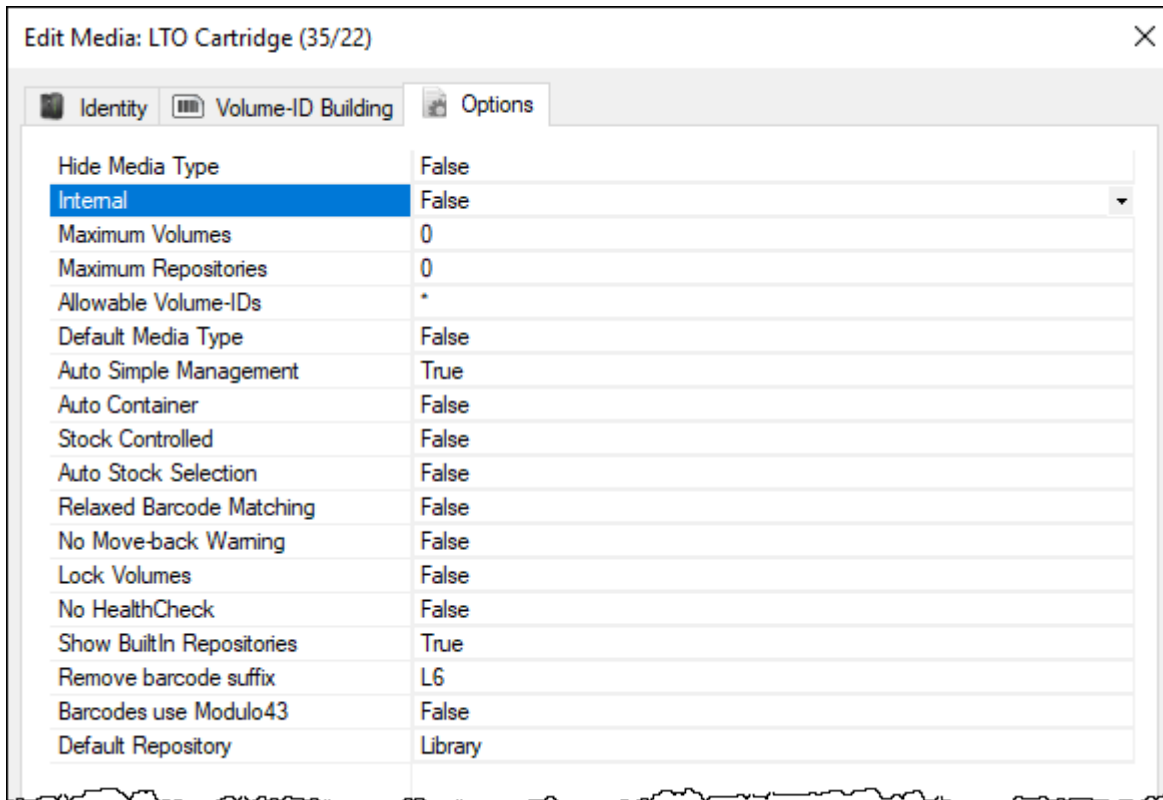 Edit Media: LTO Cartridge (35/22)
Identity Volume-ID Building Options
Hide Media Type False
Internal False
Maximum Volumes 0
Maximum Repositories 0
Allowable Volume-IDs *
Default Media Type False
Auto Simple Management True
Auto Container False
Stock Controlled False
Auto Stock Selection False
Relaxed Barcode Matching False
No Move-back Warning False
Lock Volumes False
No HealthCheck False
Show BuiltIn Repositories True
Remove barcode suffix L6
Barcodes use Modulo43 False
Default Repository Library